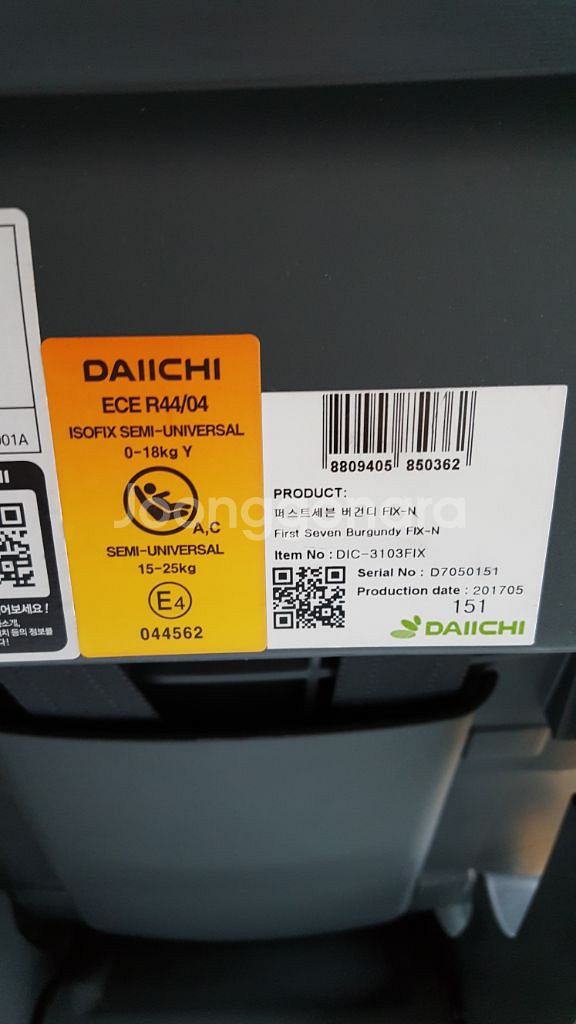 001A
DAIICHI
ECE R44/04
ISOFIX SEMI-UNIVERSAL
0-18kg Y
A,C
SEMI-UNIVERSAL
15-25kg
E4
044562
8809405 850362
PRODUCT:
퍼스트세븐 버건디 FIX-N
First Seven Burgundy FIX-N
Item No : DIC-3103FIX
Serial No : D7050151
Production date : 201705
151
DAIICHI
Joonggonara